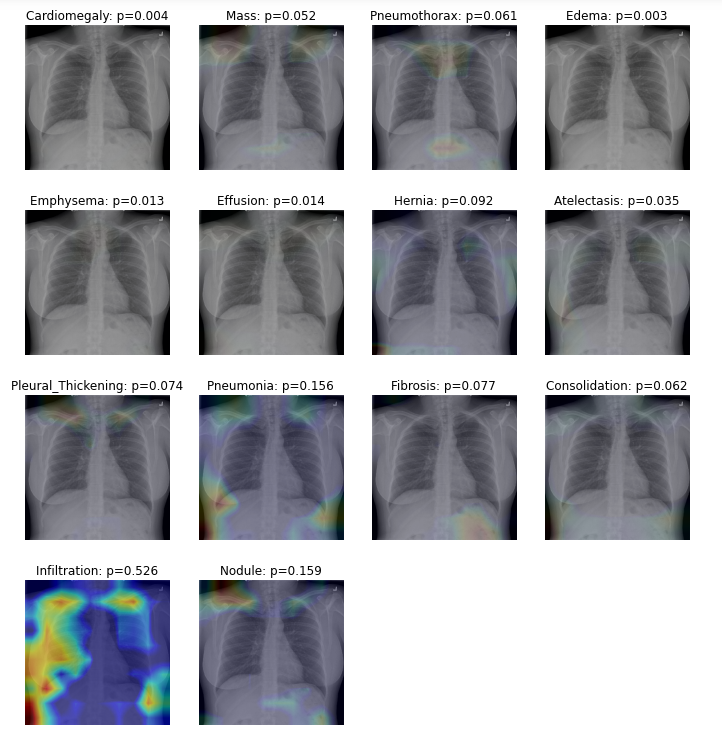 Cardiomegaly: p=0.004
Mass: p=0.052
Pneumothorax: p=0.061
Edema: p=0.003
Emphysema: p=0.013
Effusion: p=0.014
Hernia: p=0.092
Atelectasis: p=0.035
Pleural_Thickening: p=0.074
Pneumonia: p=0.156
Fibrosis: p=0.077
Consolidation: p=0.062
Infiltration: p=0.526
Nodule: p=0.159